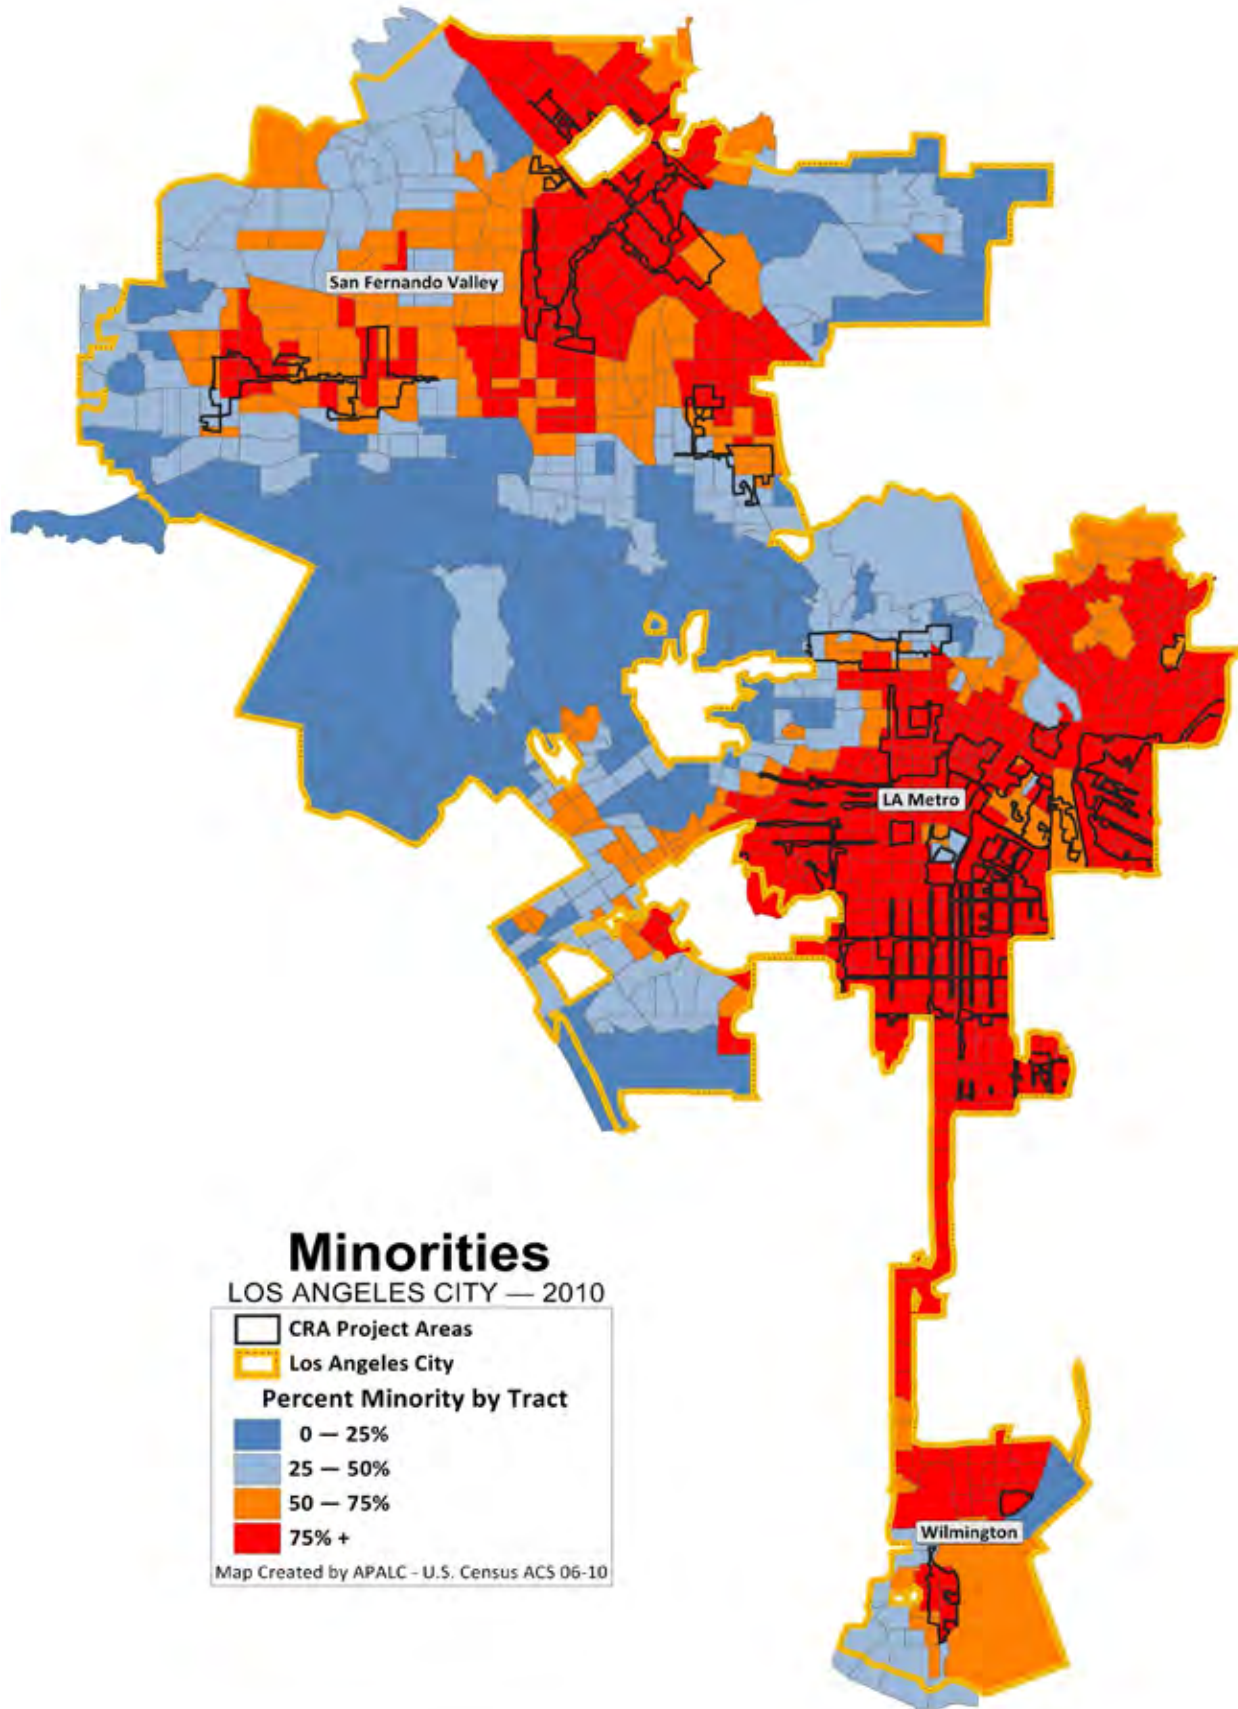 San Fernando Valley
LA Metro
Minorities
LOS ANGELES CITY — 2010
CRA Project Areas
Los Angeles City
Percent Minority by Tract
0 — 25%
25 — 50%
50 — 75%
75% +
Wilmington
Map Created by APALC - U.S. Census ACS 06-10